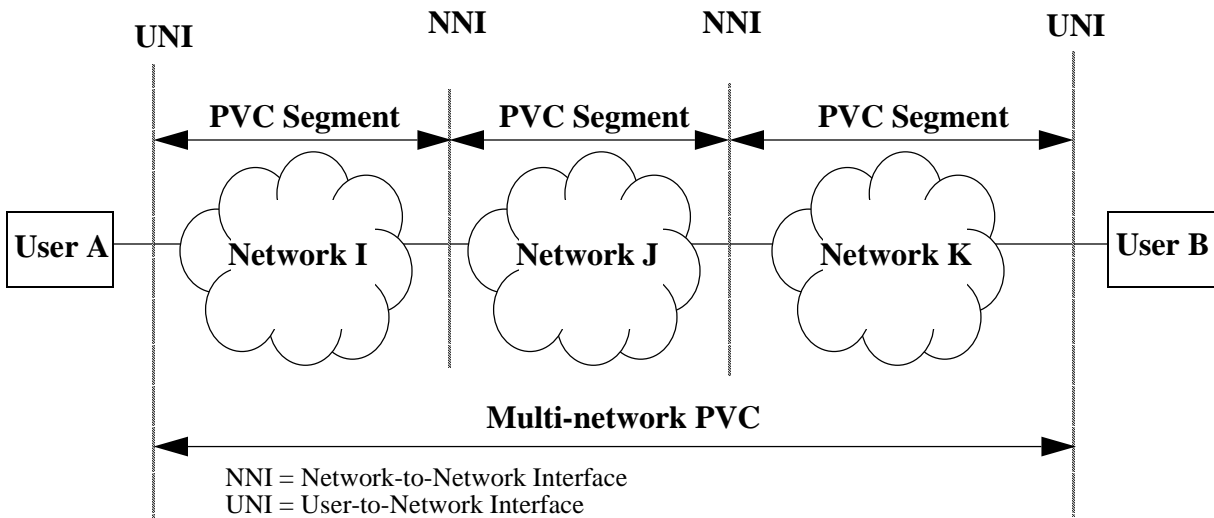 UNI NNI NNI UNI
PVC Segment PVC Segment PVC Segment
User A Network I Network J Network K User B
Multi-network PVC
NNI = Network-to-Network Interface
UNI = User-to-Network Interface